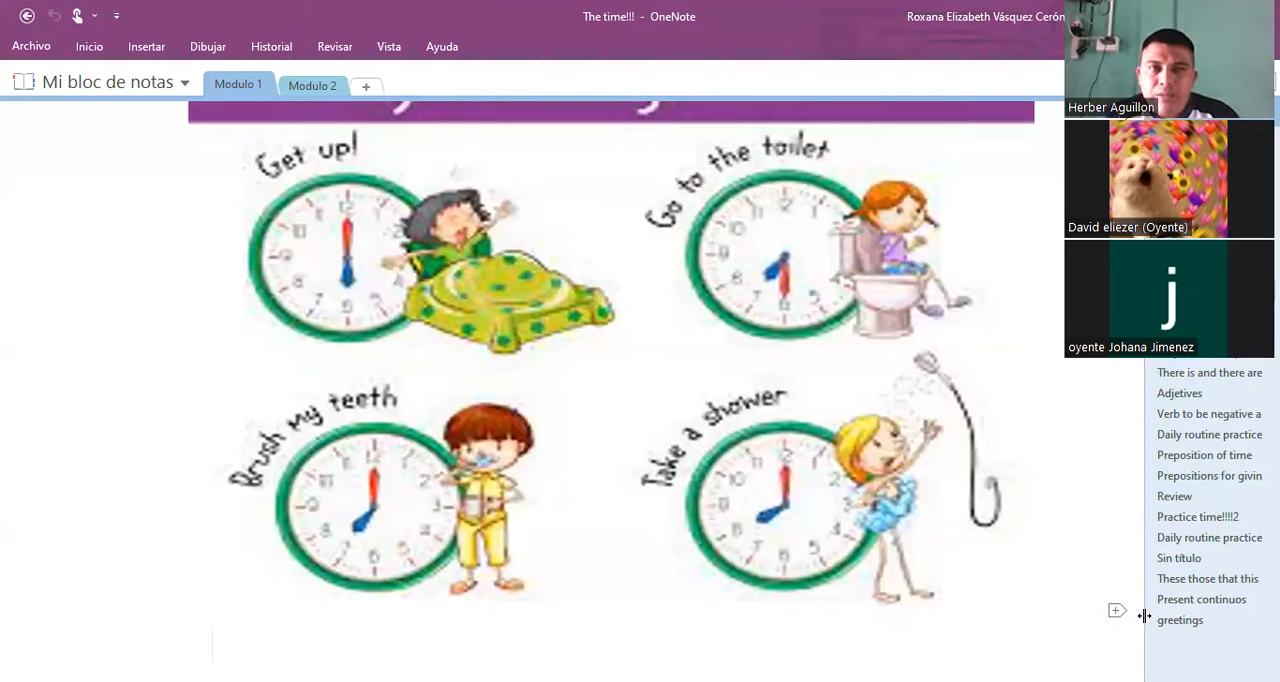 The time!!! - OneNote
Roxana Elizabeth Vásquez Cerón
Archivo Inicio Insertar Dibujar Historial Revisar Vista Ayuda
Mi bloc de notas
Modulo 1
Modulo 2
Herber Aguillon
David eliezer (Oyente)
j
oyente Johana Jimenez
Get up!
Go to the toilet
Brush my teeth
Take a shower
There is and there are
Adjetives
Verb to be negative a
Daily routine practice
Preposition of time
Prepositions for givin
Review
Practice time!!!!2
Daily routine practice
Sin título
These those that this
Present continuos
greetings